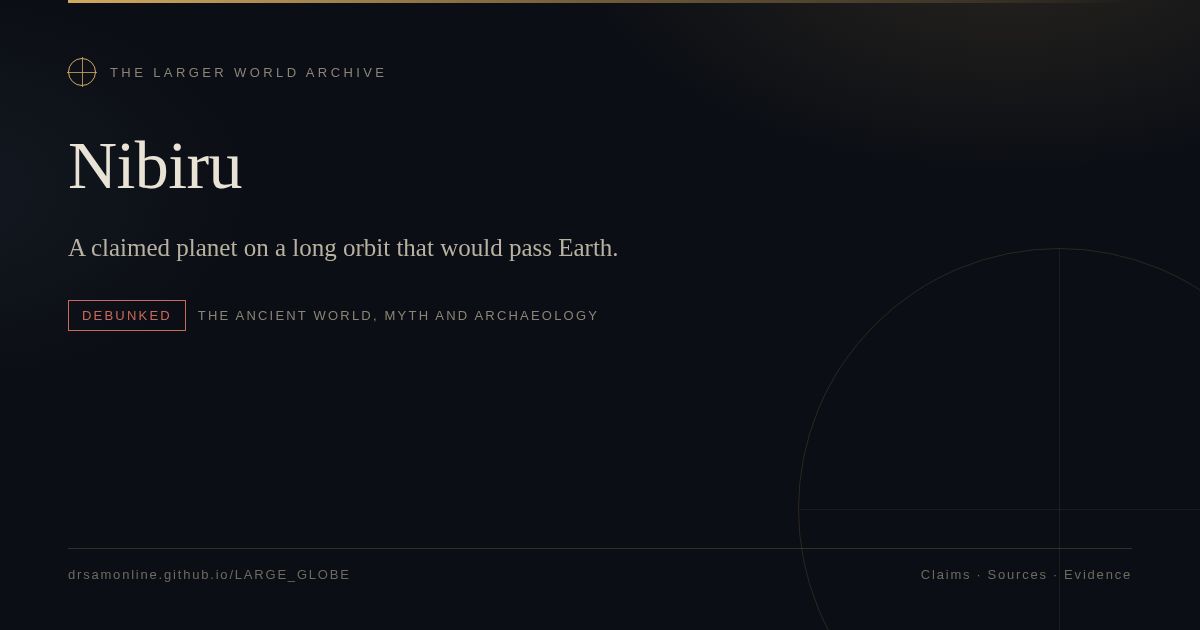 THE LARGER WORLD ARCHIVE
Nibiru
A claimed planet on a long orbit that would pass Earth.
DEBUNKED THE ANCIENT WORLD, MYTH AND ARCHAEOLOGY
drsamonline.github.io/LARGE_GLOBE Claims · Sources · Evidence